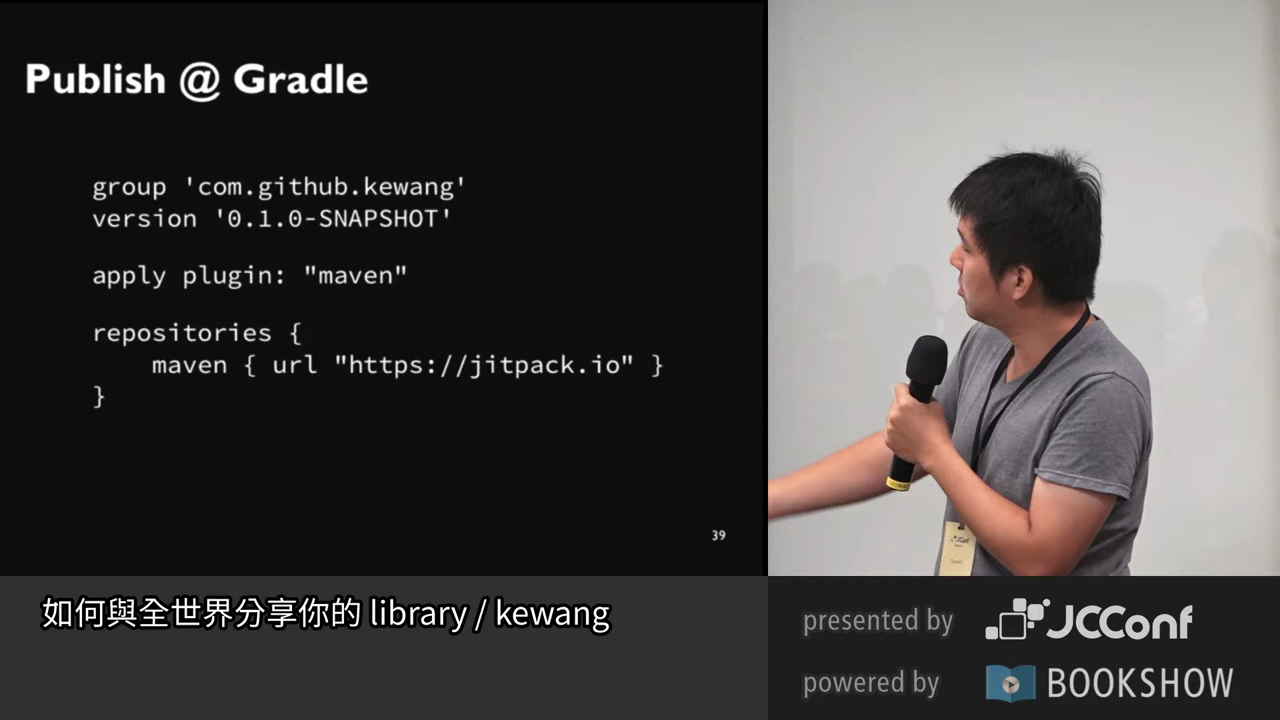 Publish @ Gradle
group 'com.github.kewang'
version '0.1.0-SNAPSHOT'
apply plugin: "maven"
repositories {
maven { url "https://jitpack.io" }
}
39
如何與全世界分享你的 library / kewang
presented by JCConf
powered by BOOKSHOW